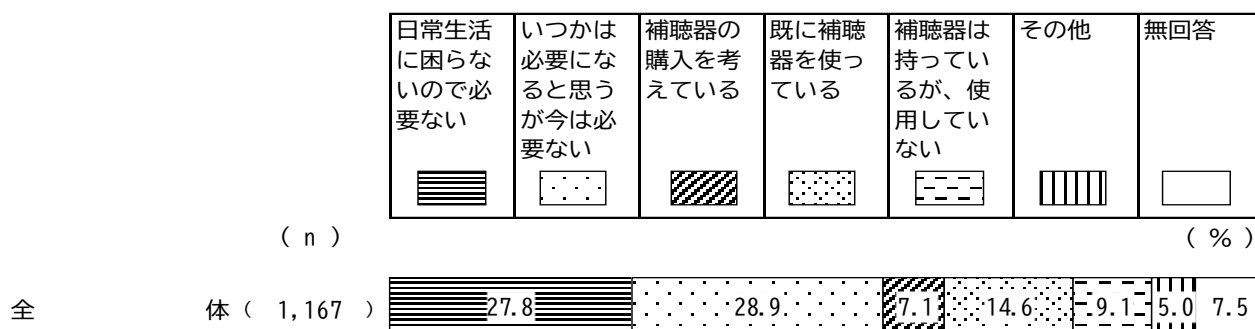 日常生活
に困らな
いので必
要ない
いつかは
必要にな
ると思う
が今は必
要ない
補聴器の
購入を考
えている
既に補聴
器を使っ
ている
補聴器は
持ってい
るが、使
用してい
ない
その他
無回答
(n) (%)
全体(1,167) 27.8 28.9 7.1 14.6 9.1 5.0 7.5